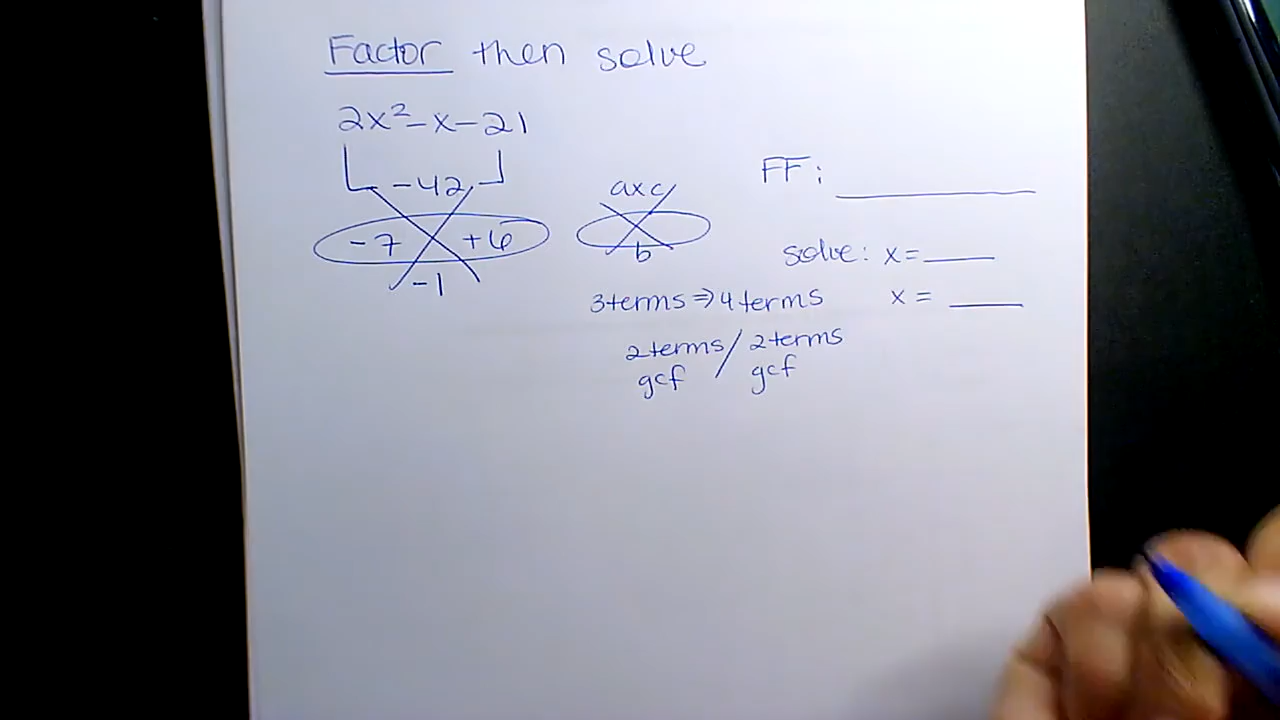 Factor then solve
2x²-x-21
-42
-7 +6
-1
axc
b
3terms⇒4terms
2terms/2terms
gcf / gcf
FF: ________
solve: x=____
x = ____